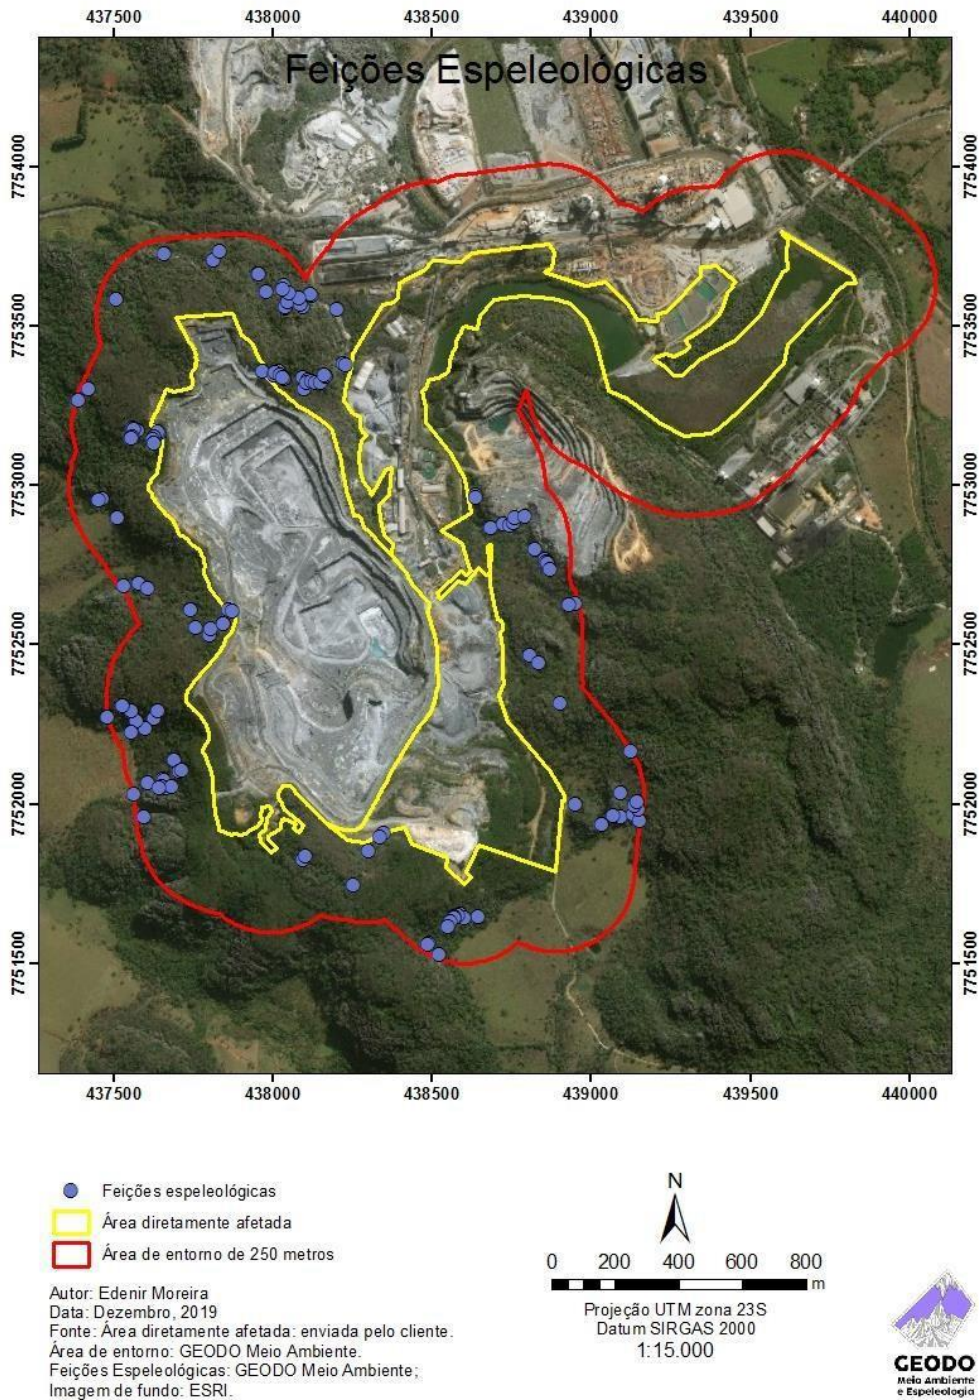 437500 438000 438500 439000 439500 440000
Feições Espeleológicas
7754000 7754000
7753500 7753500
7753000 7753000
7752500 7752500
7752000 7752000
7751500 7751500
437500 438000 438500 439000 439500 440000
Feições espeleológicas
Área diretamente afetada
Área de entorno de 250 metros
Autor: Edenir Moreira
Data: Dezembro, 2019
Fonte: Área diretamente afetada: enviada pelo cliente.
Área de entorno: GEODO Meio Ambiente.
Feições Espeleológicas: GEODO Meio Ambiente;
Imagem de fundo: ESRI.
N
0 200 400 600 800
m
Projeção UTM zona 23S
Datum SIRGAS 2000
1:15.000
GEODO
Meio Ambiente
e Espeleologia